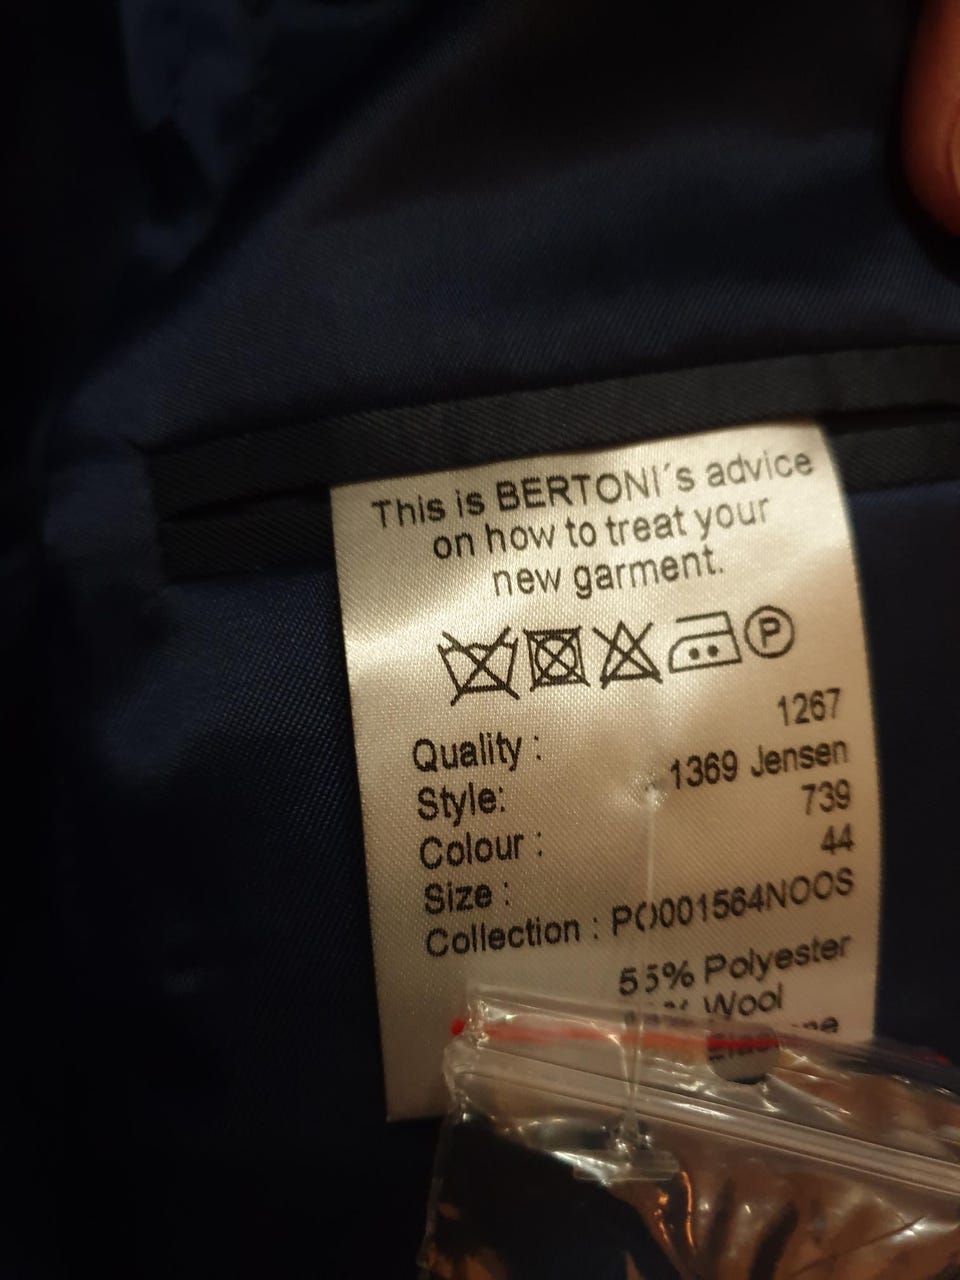 This is BERTONI´s advice
on how to treat your
new garment.
P
Quality : 1267
Style: 1369 Jensen
Colour : 739
Size : 44
Collection : PO001564NOOS
55% Polyester
% Wool